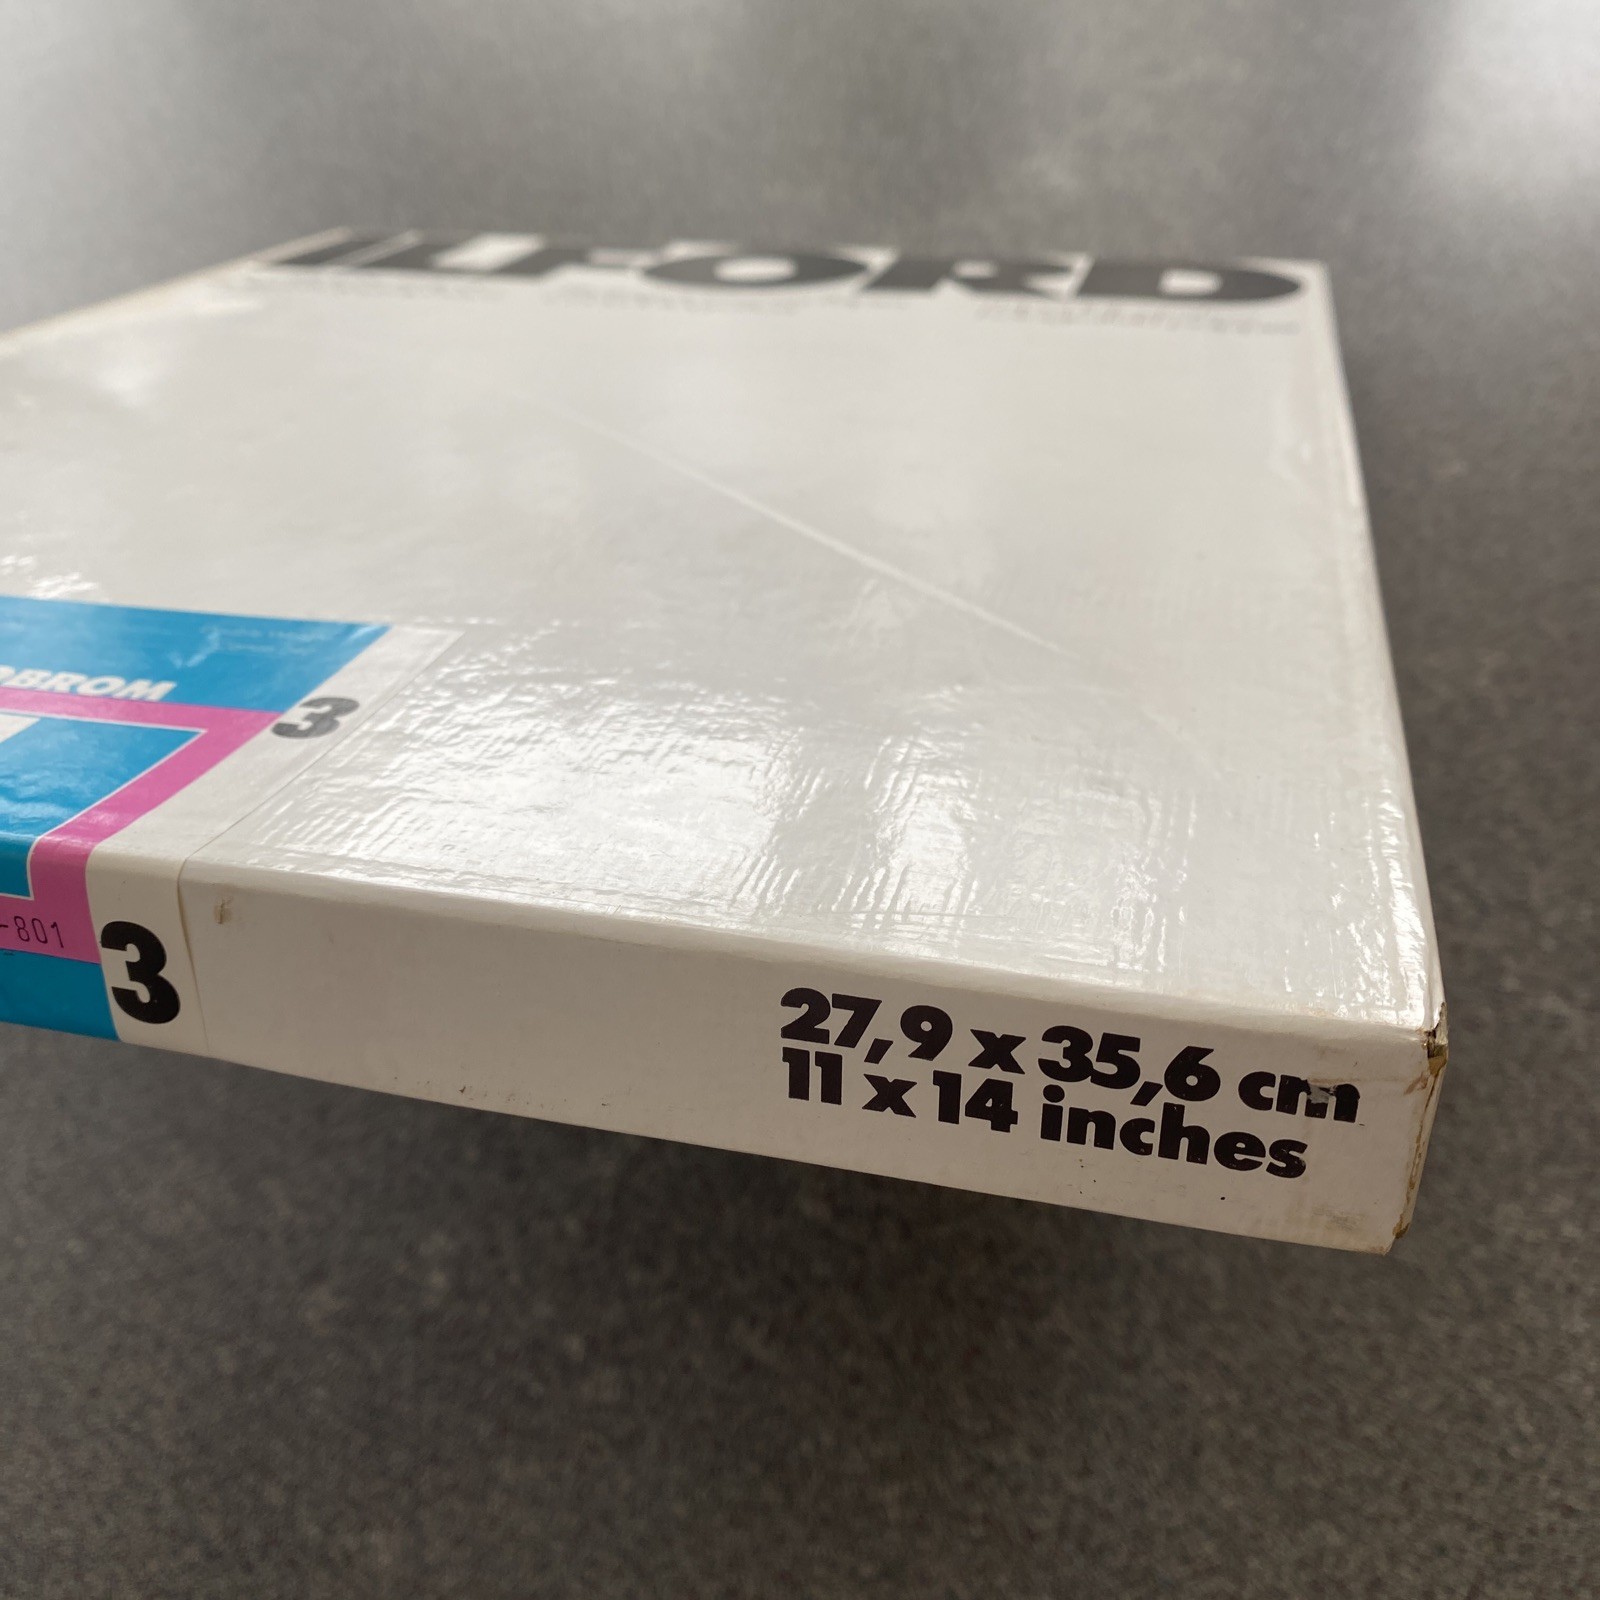 ILFORD
OBROM
3
-801
3
27,9 x 35,6 cm
11 x 14 inches